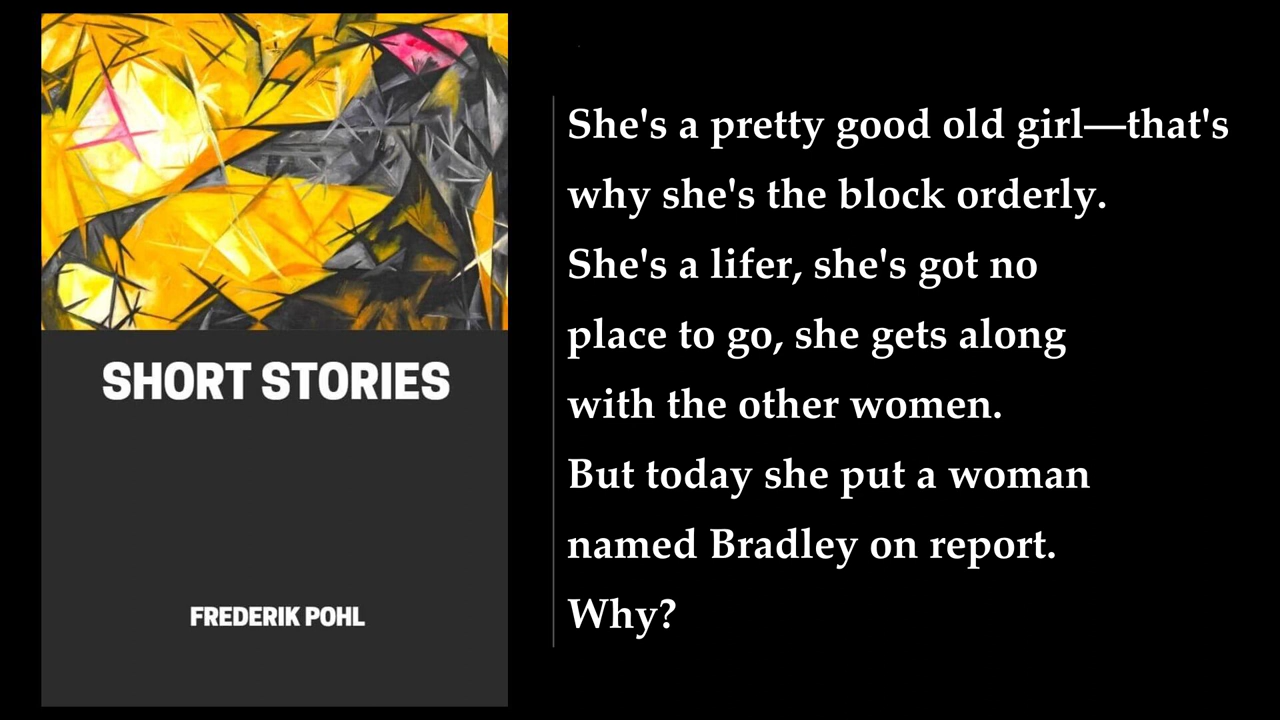 SHORT STORIES
FREDERIK POHL
She's a pretty good old girl—that's
why she's the block orderly.
She's a lifer, she's got no
place to go, she gets along
with the other women.
But today she put a woman
named Bradley on report.
Why?